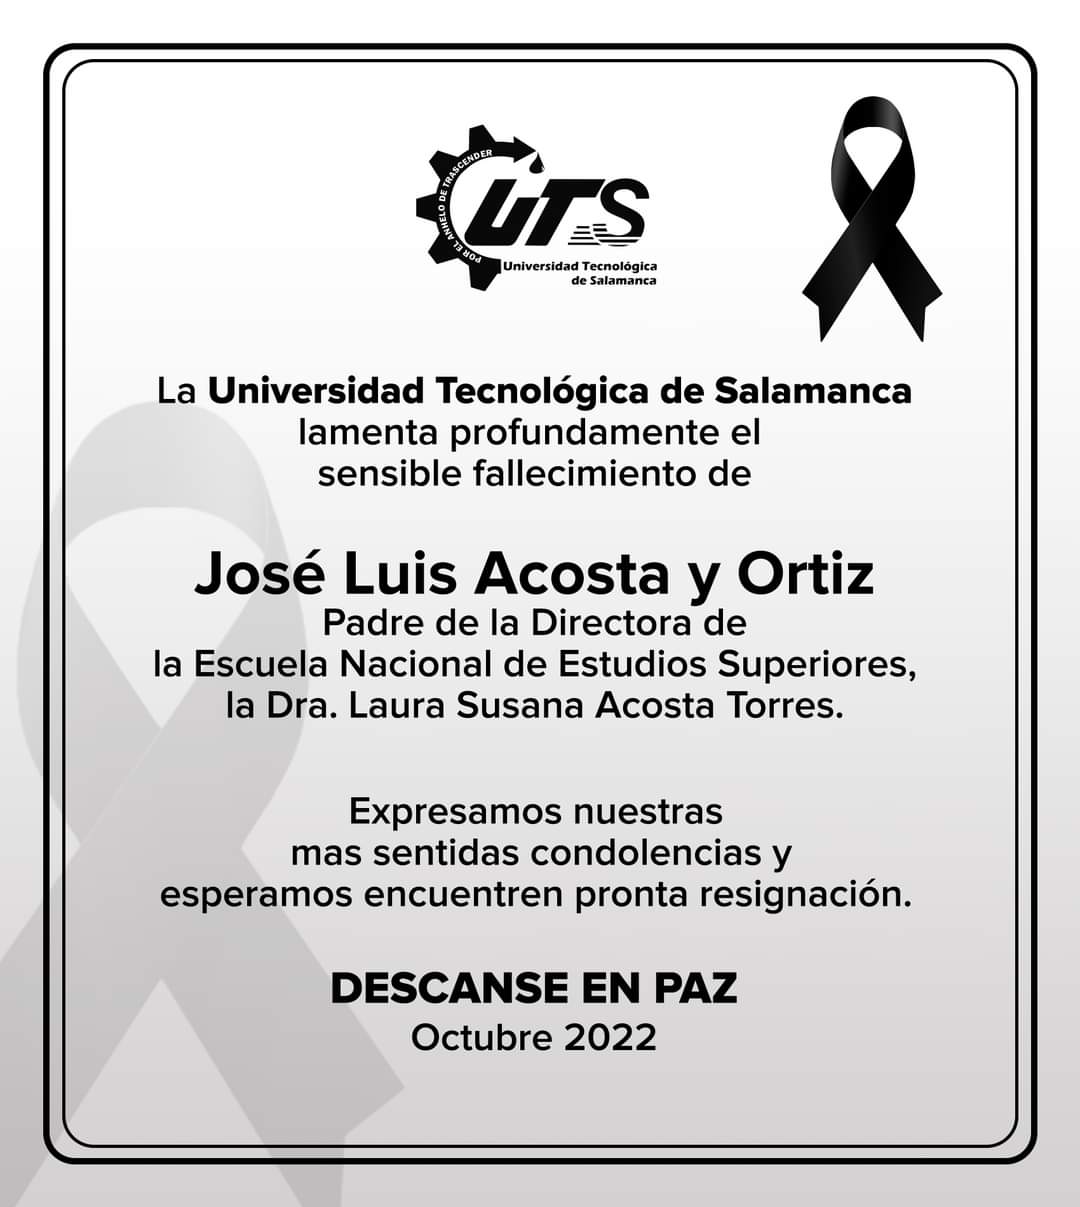 POR EL ANHELO DE TRASCENDER
UTS
Universidad Tecnológica
de Salamanca
La Universidad Tecnológica de Salamanca
lamenta profundamente el
sensible fallecimiento de
José Luis Acosta y Ortiz
Padre de la Directora de
la Escuela Nacional de Estudios Superiores,
la Dra. Laura Susana Acosta Torres.
Expresamos nuestras
mas sentidas condolencias y
esperamos encuentren pronta resignación.
DESCANSE EN PAZ
Octubre 2022